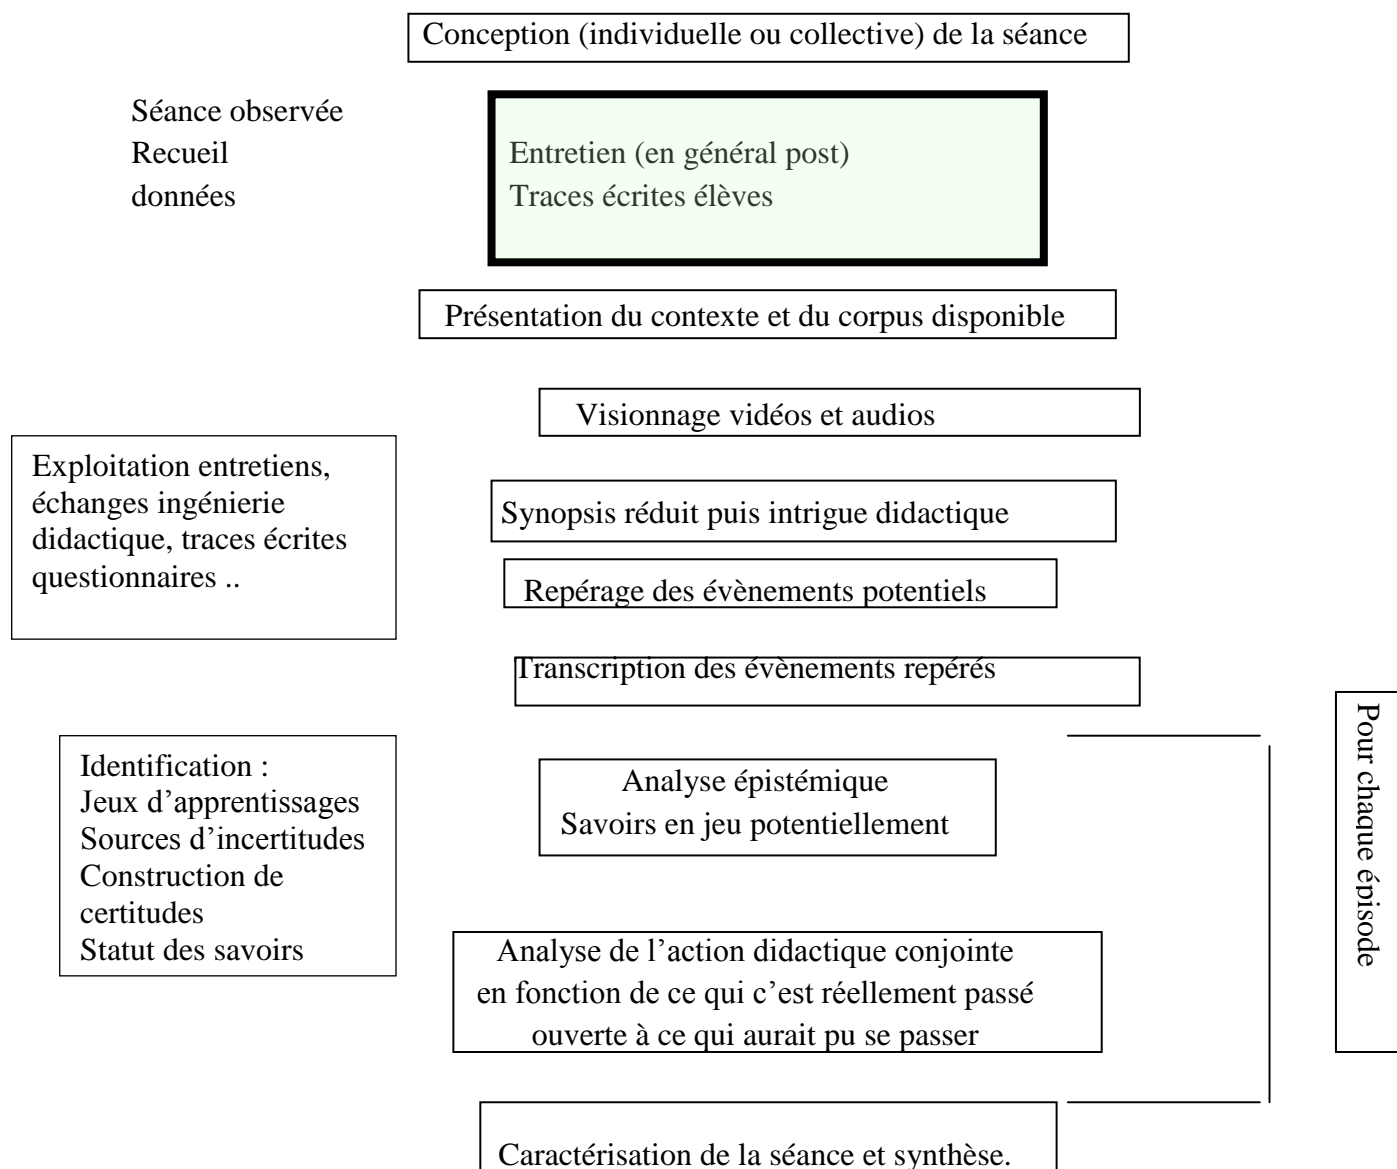 Conception (individuelle ou collective) de la séance
Séance observée
Recueil
données
Entretien (en général post)
Traces écrites élèves
Présentation du contexte et du corpus disponible
Visionnage vidéos et audios
Exploitation entretiens,
échanges ingénierie
didactique, traces écrites
questionnaires ..
Synopsis réduit puis intrigue didactique
Repérage des évènements potentiels
Transcription des évènements repérés
Pour chaque épisode
Identification :
Jeux d’apprentissages
Sources d’incertitudes
Construction de
certitudes
Statut des savoirs
Analyse épistémique
Savoirs en jeu potentiellement
Analyse de l’action didactique conjointe
en fonction de ce qui c’est réellement passé
ouverte à ce qui aurait pu se passer
Caractérisation de la séance et synthèse.